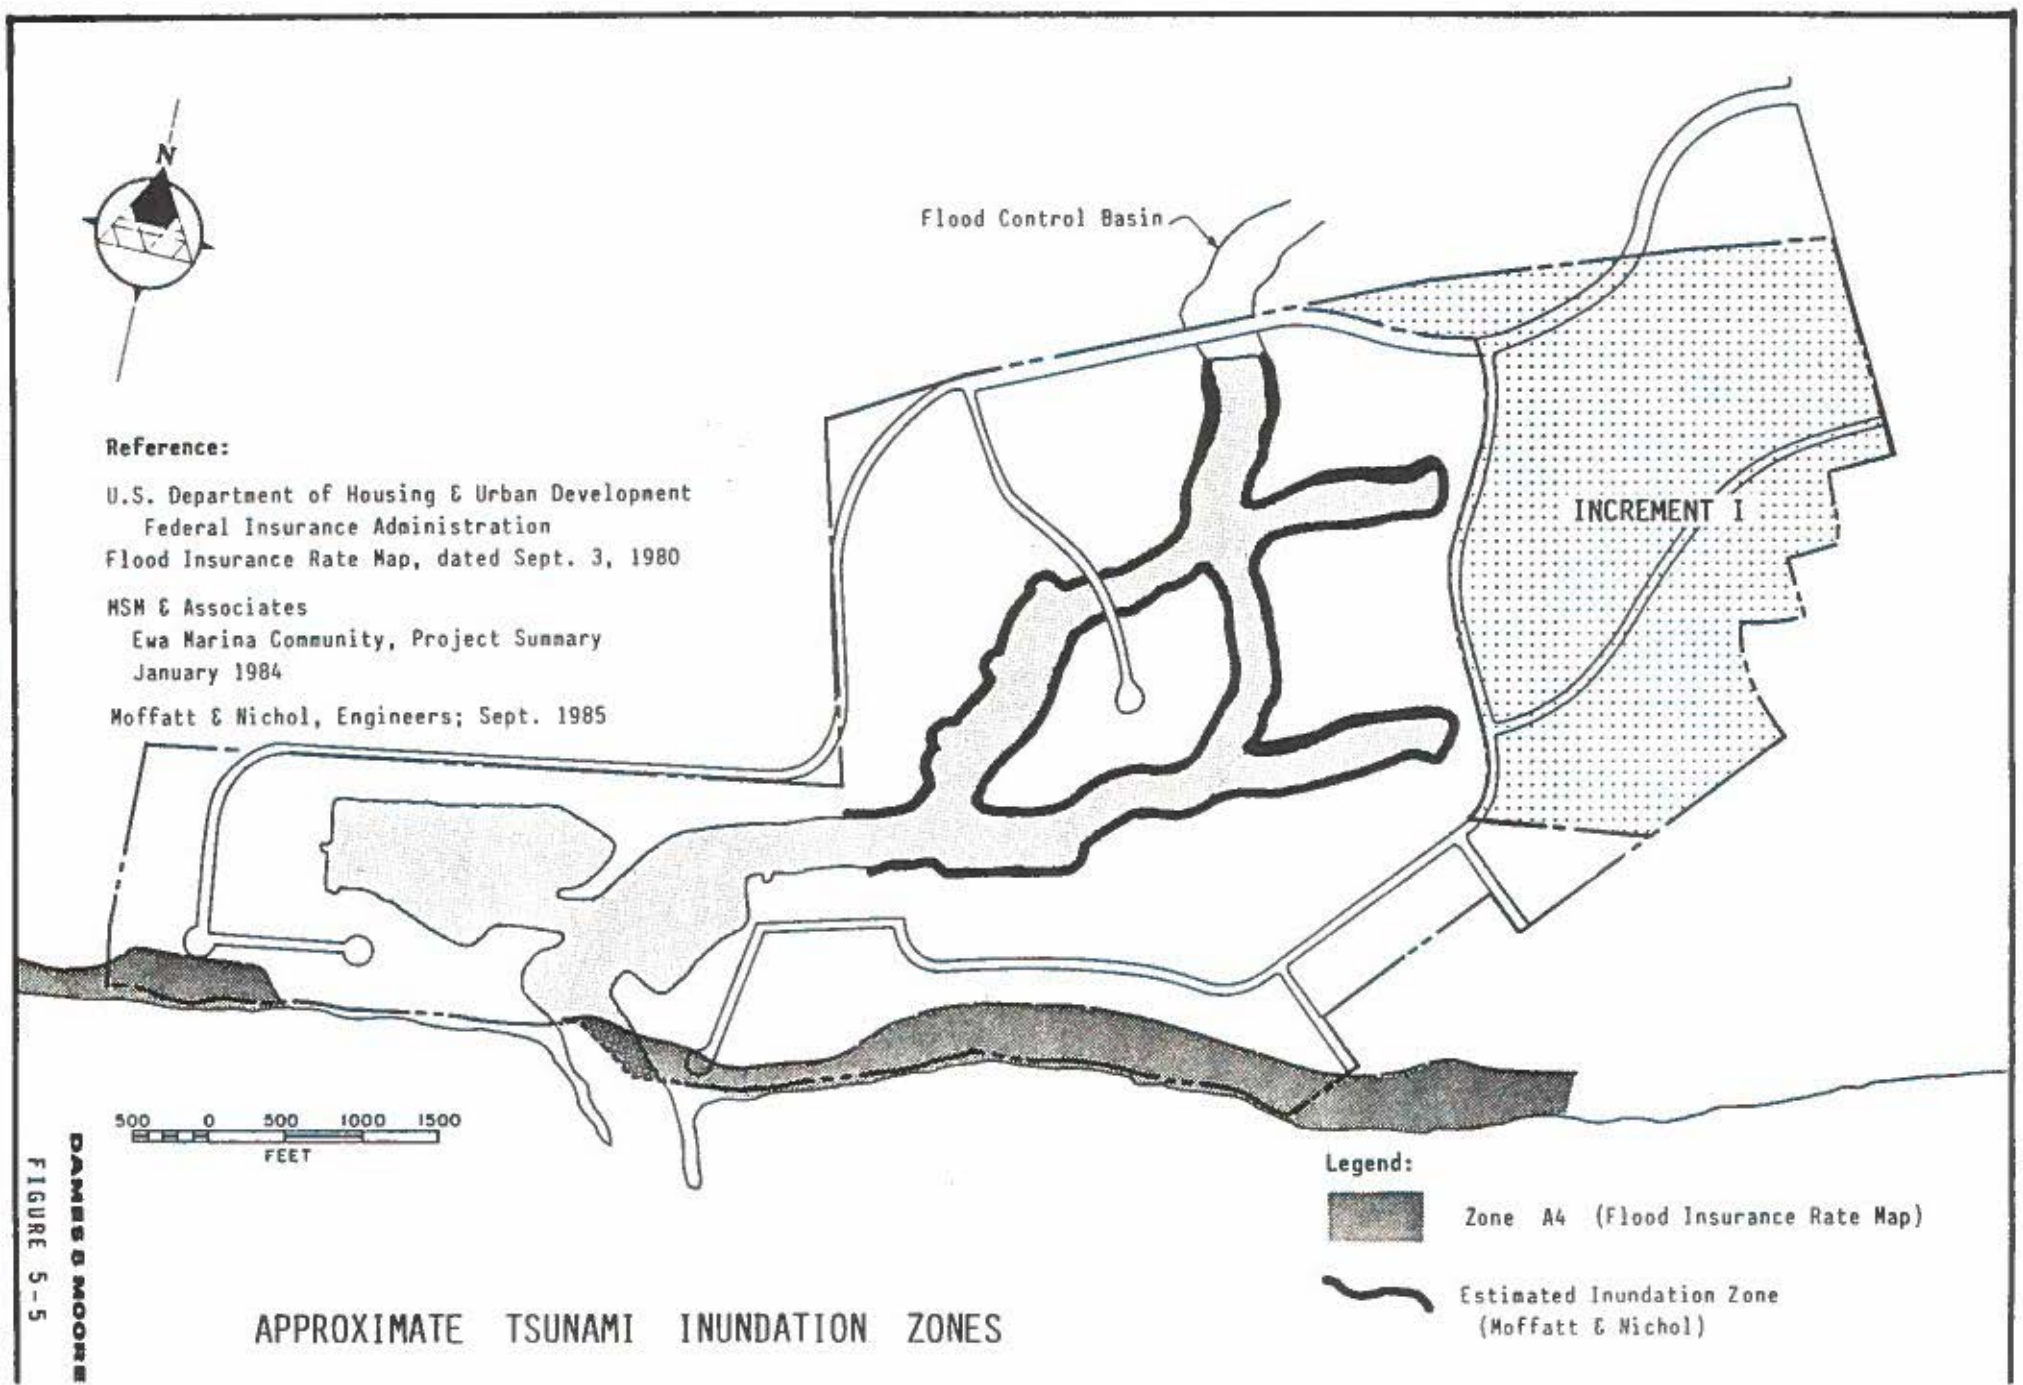 N
Flood Control Basin
Reference:
U.S. Department of Housing & Urban Development
Federal Insurance Administration
Flood Insurance Rate Map, dated Sept. 3, 1980
MSM & Associates
Ewa Marina Community, Project Summary
January 1984
Moffatt & Nichol, Engineers; Sept. 1985
INCREMENT I
500 0 500 1000 1500
FEET
Legend:
Zone A4 (Flood Insurance Rate Map)
Estimated Inundation Zone
(Moffatt & Nichol)
APPROXIMATE TSUNAMI INUNDATION ZONES
DAMES & MOORE
FIGURE 5-5